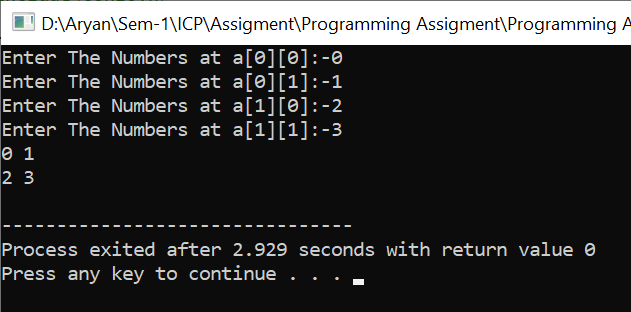 D:\Aryan\Sem-1\ICP\Assigment\Programming Assigment\Programming A
Enter The Numbers at a[0][0]:-0
Enter The Numbers at a[0][1]:-1
Enter The Numbers at a[1][0]:-2
Enter The Numbers at a[1][1]:-3
0 1
2 3
--------------------------------
Process exited after 2.929 seconds with return value 0
Press any key to continue . . .